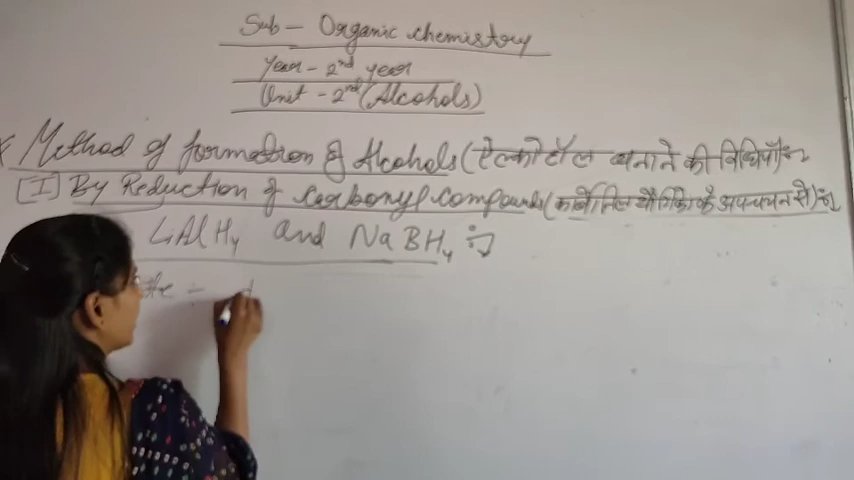 Sub - Organic chemistry
Year - 2nd year
Unit - 2nd (Alcohols)
* Method of formation of Alcohols (ऐल्कोहॉल बनाने की विधियाँ) :-
[I] By Reduction of Carbonyl Compounds (कार्बोनिल यौगिकों के अपचयन से) :-
LiAlH4 and NaBH4 :-